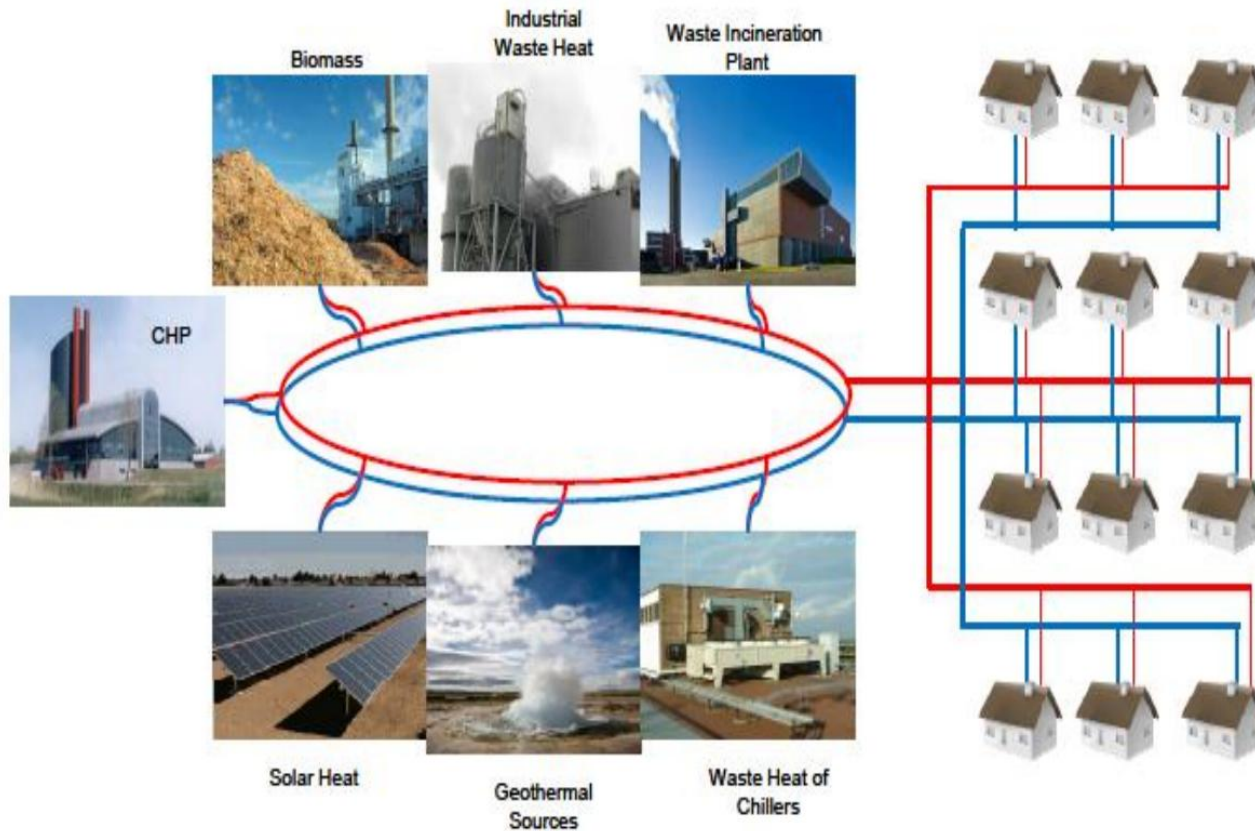 Industrial
Waste Heat
Waste Incineration
Plant
Biomass
CHP
Solar Heat
Geothermal
Sources
Waste Heat of
Chillers